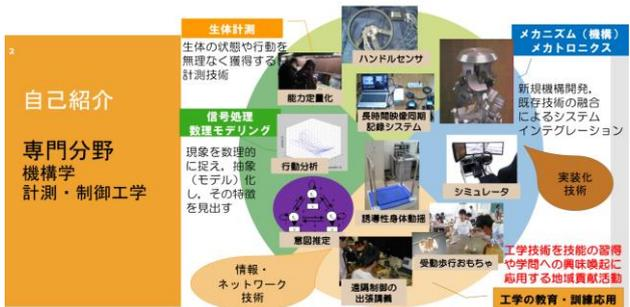 2
自己紹介
専門分野
機構学
計測・制御工学
生体計測
生体の状態や行動を
無理なく獲得する
計測技術
信号処理
数理モデリング
現象を数理的
に捉え，抽象
（モデル）化
し，その特徴
を見出す
情報・
ネットワーク
技術
ハンドルセンサ
能力定量化
長時間映像同期
記録システム
行動分析
シミュレータ
誘導性身体動揺
意図推定
受動歩行おもちゃ
遠隔制御の
出張講義
メカニズム（機構）
メカトロニクス
新規機構開発，
既存技術の融合
によるシステム
インテグレーション
実装化
技術
工学技術を技能の習得
や学問への興味喚起に
応用する地域貢献活動
工学の教育・訓練応用